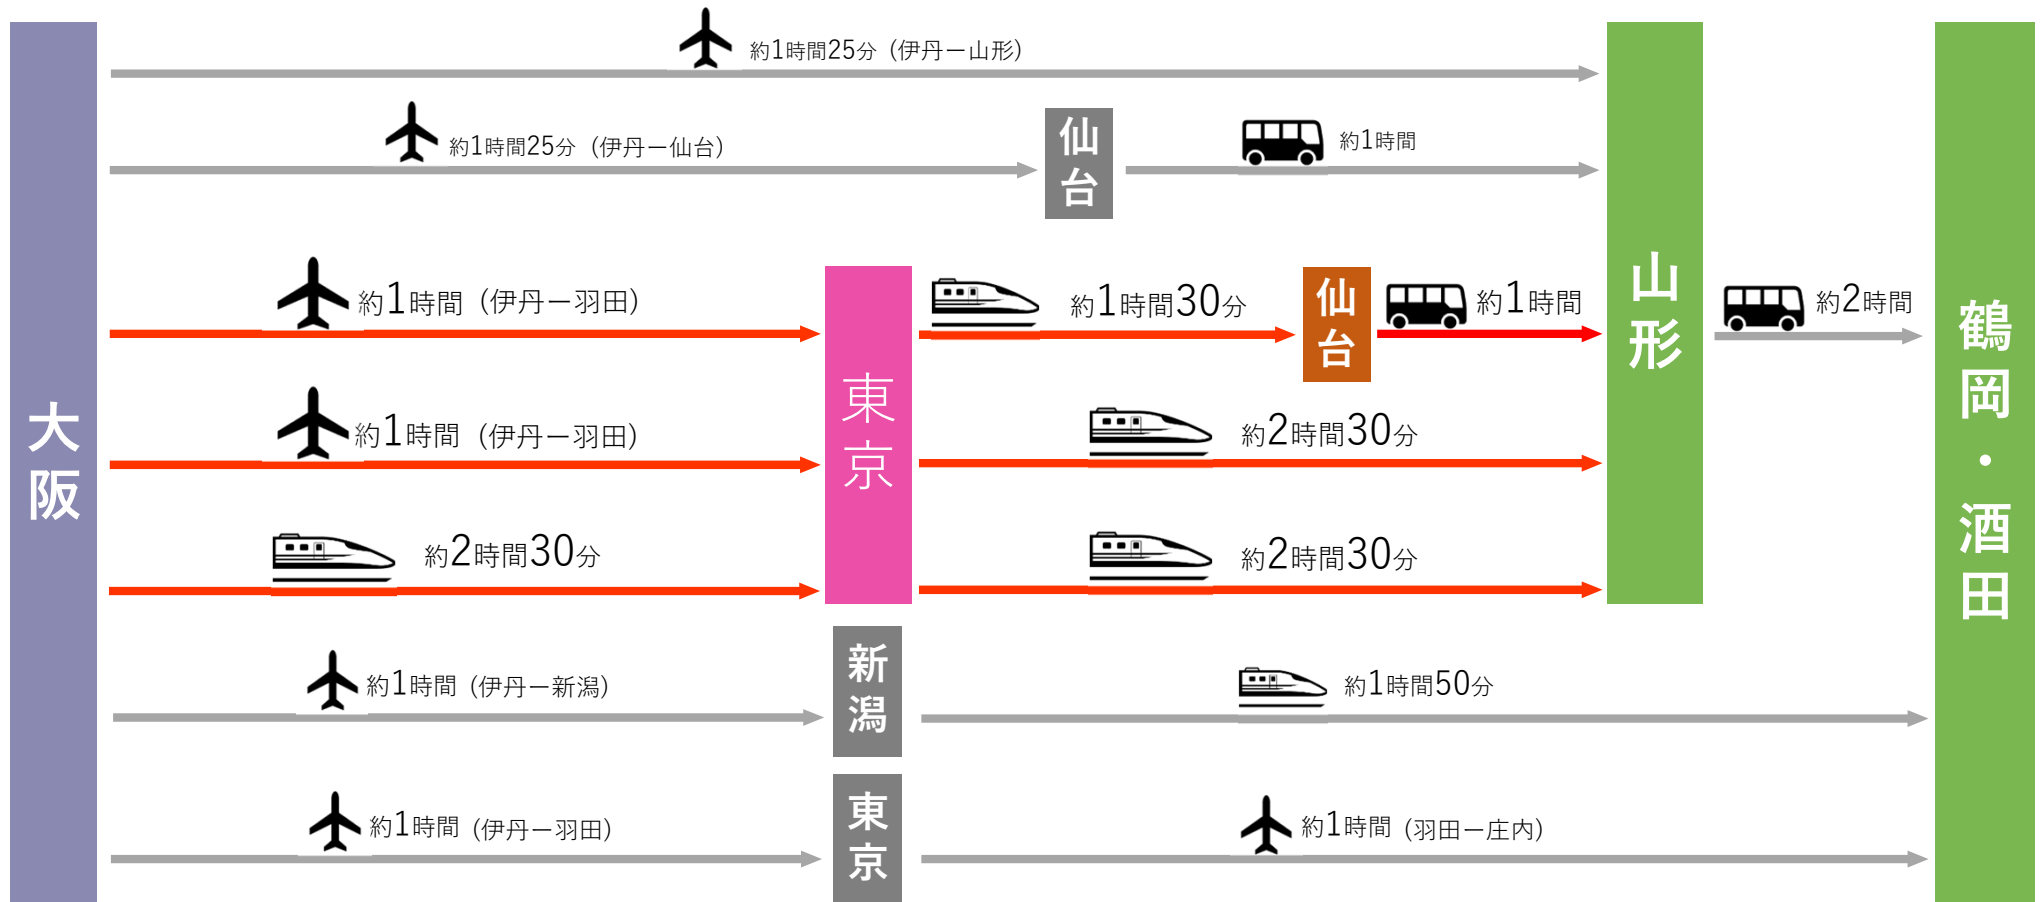 約1時間25分（伊丹ー山形）
約1時間25分（伊丹ー仙台）
仙台
約1時間
約1時間（伊丹ー羽田）
約1時間30分
仙台
約1時間
約2時間
大阪
東京
山形
鶴岡・酒田
約1時間（伊丹ー羽田）
約2時間30分
約2時間30分
約2時間30分
約1時間（伊丹ー新潟）
新潟
約1時間50分
約1時間（伊丹ー羽田）
東京
約1時間（羽田ー庄内）